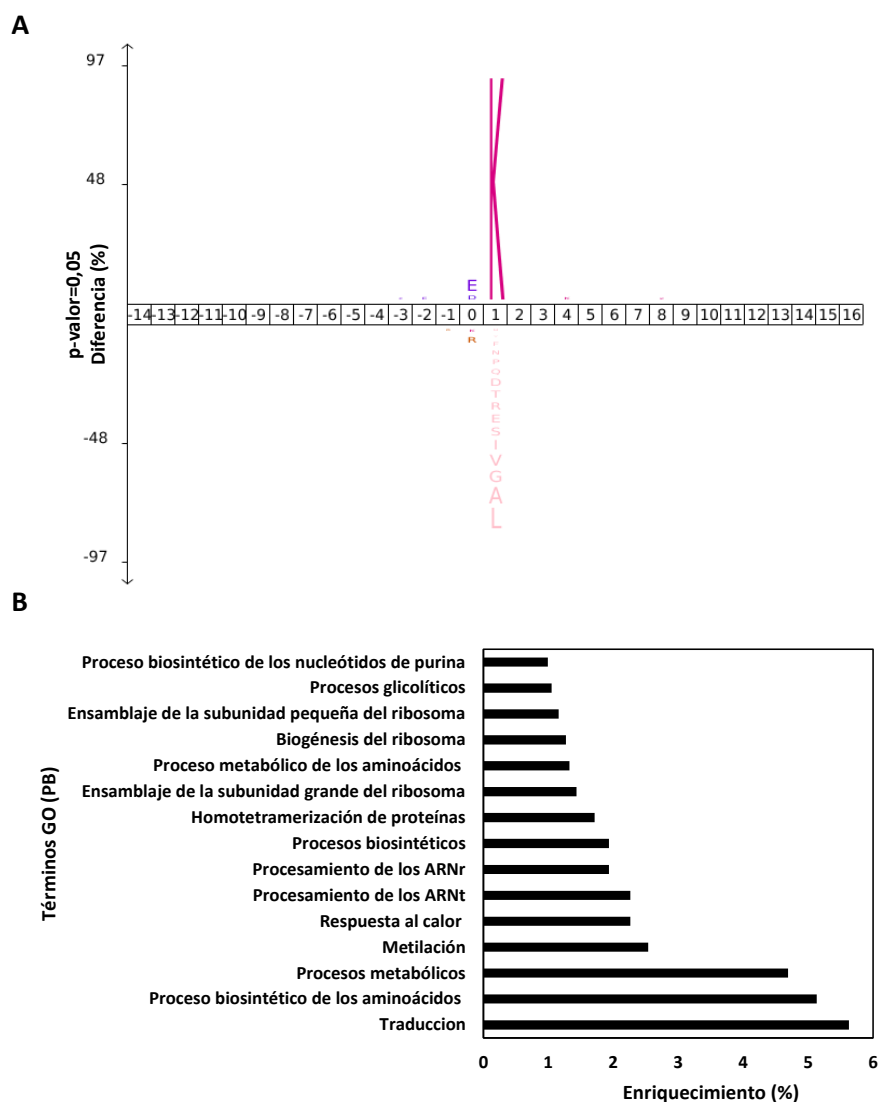 A
97
48
p-valor=0,05
Diferencia (%)
E
D
K
-14 -13 -12 -11 -10 -9 -8 -7 -6 -5 -4 -3 -2 -1 0 1 2 3 4 5 6 7 8 9 10 11 12 13 14 15 16
R
F
N
P
Q
D
T
R
E
S
I
V
G
A
L
-48
-97
B
Términos GO (PB)
Proceso biosintético de los nucleótidos de purina
Procesos glicolíticos
Ensamblaje de la subunidad pequeña del ribosoma
Biogénesis del ribosoma
Proceso metabólico de los aminoácidos
Ensamblaje de la subunidad grande del ribosoma
Homotetramerización de proteínas
Procesos biosintéticos
Procesamiento de los ARNr
Procesamiento de los ARNt
Respuesta al calor
Metilación
Procesos metabólicos
Proceso biosintético de los aminoácidos
Traduccion
0 1 2 3 4 5 6
Enriquecimiento (%)